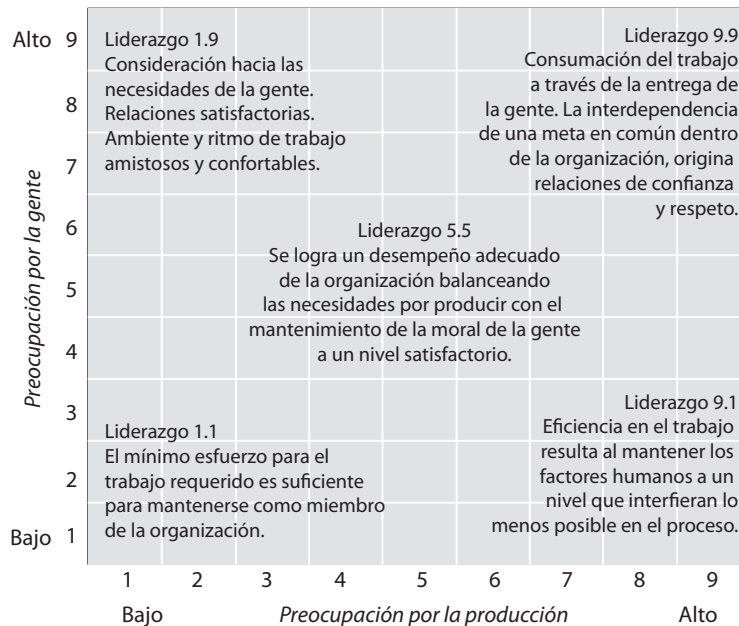 Alto 9
Liderazgo 1.9
Consideración hacia las
necesidades de la gente.
Relaciones satisfactorias.
Ambiente y ritmo de trabajo
amistosos y confortables.
Liderazgo 9.9
Consumación del trabajo
a través de la entrega de
la gente. La interdependencia
de una meta en común dentro
de la organización, origina
relaciones de confianza
y respeto.
8
7
6
Liderazgo 5.5
Se logra un desempeño adecuado
de la organización balanceando
las necesidades por producir con el
mantenimiento de la moral de la gente
a un nivel satisfactorio.
5
4
3
Liderazgo 1.1
El mínimo esfuerzo para el
trabajo requerido es suficiente
para mantenerse como miembro
de la organización.
Liderazgo 9.1
Eficiencia en el trabajo
resulta al mantener los
factores humanos a un
nivel que interfieran lo
menos posible en el proceso.
2
Bajo 1
Preocupación por la gente
1 2 3 4 5 6 7 8 9
Bajo Preocupación por la producción Alto